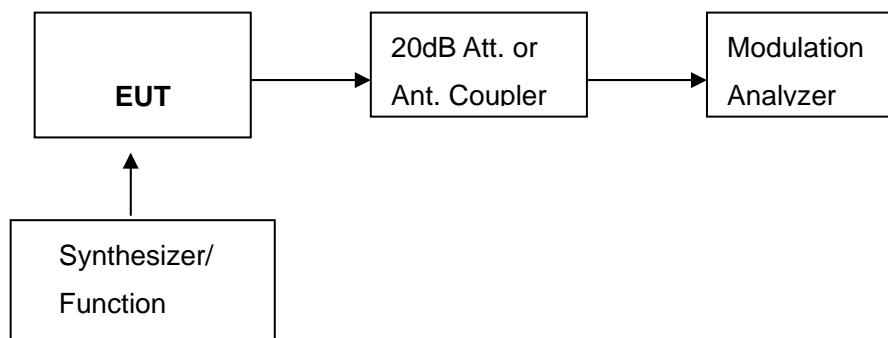 EUT
20dB Att. or
Ant. Coupler
Modulation
Analyzer
Synthesizer/
Function